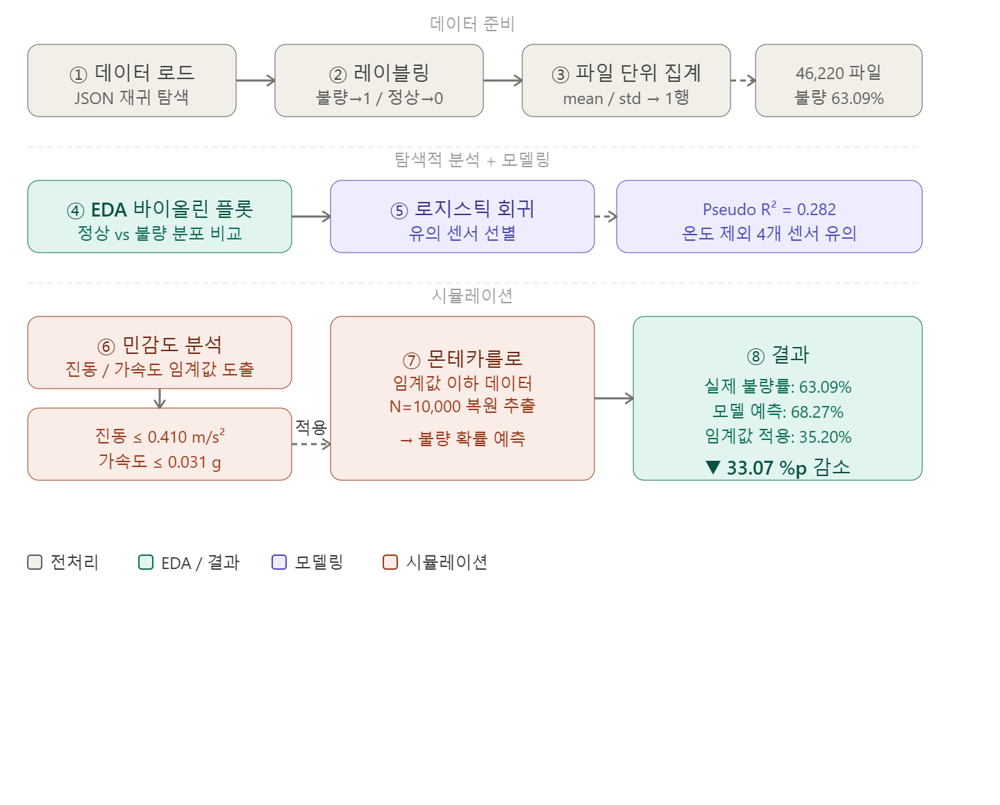 데이터 준비
① 데이터 로드
JSON 재귀 탐색
② 레이블링
불량→1 / 정상→0
③ 파일 단위 집계
mean / std → 1행
46,220 파일
불량 63.09%
탐색적 분석 + 모델링
④ EDA 바이올린 플롯
정상 vs 불량 분포 비교
⑤ 로지스틱 회귀
유의 센서 선별
Pseudo R² = 0.282
온도 제외 4개 센서 유의
시뮬레이션
⑥ 민감도 분석
진동 / 가속도 임계값 도출
진동 ≤ 0.410 m/s²
가속도 ≤ 0.031 g
적용
⑦ 몬테카를로
임계값 이하 데이터
N=10,000 복원 추출
→ 불량 확률 예측
⑧ 결과
실제 불량률: 63.09%
모델 예측: 68.27%
임계값 적용: 35.20%
▼ 33.07 %p 감소
전처리
EDA / 결과
모델링
시뮬레이션